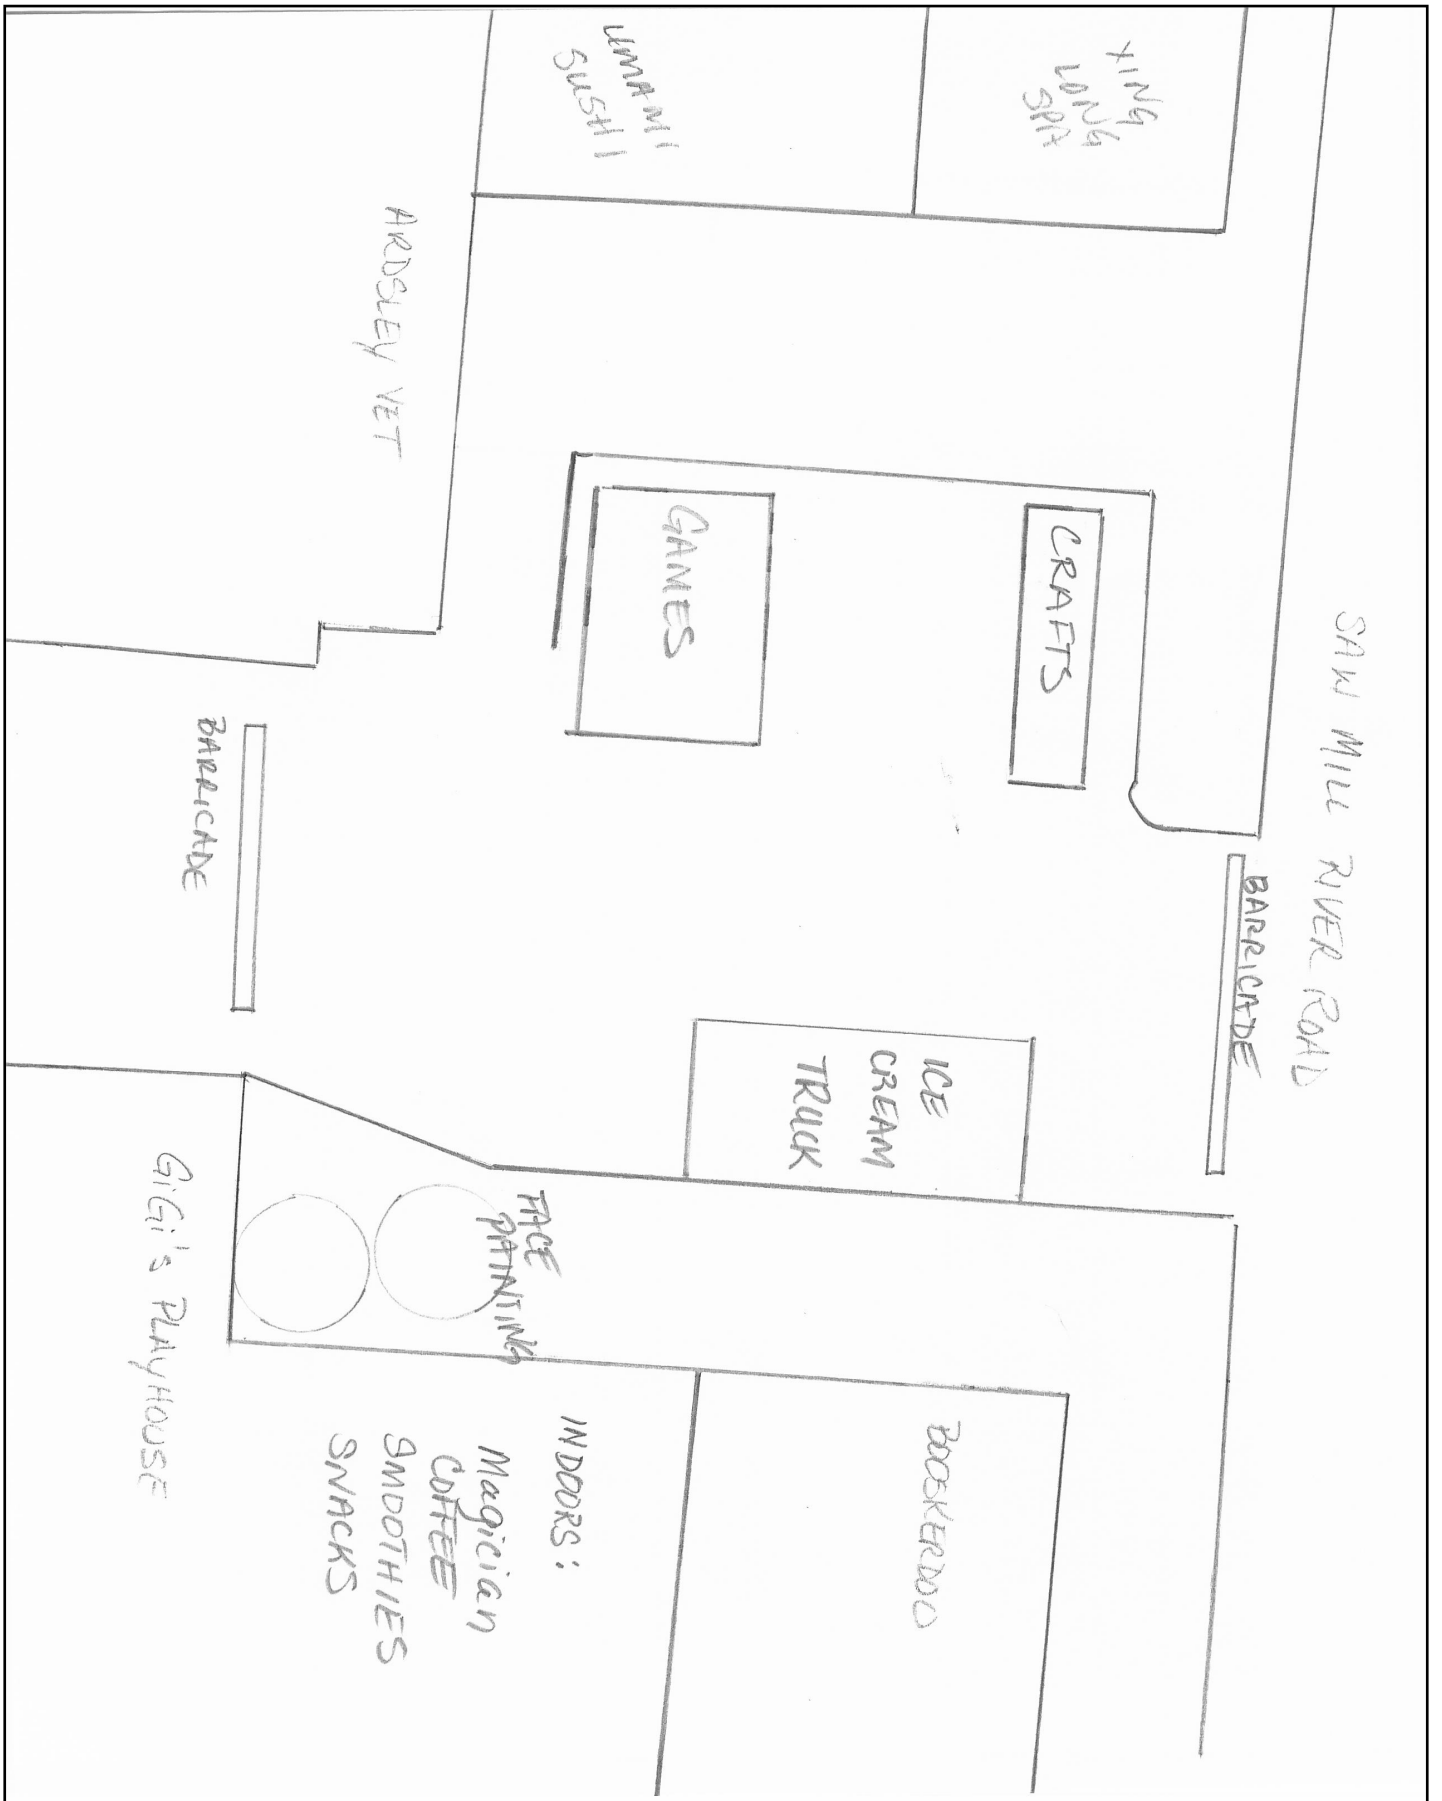 SAW MILL RIVER ROAD
BARRICADE
XING
LONG
SPA
CRAFTS
ICE
CREAM
TRUCK
BOOSKERDOO
UMAMI
SUSHI
GAMES
FACE
PAINTING
INDOORS:
Magician
COFFEE
SMOOTHIES
SNACKS
ARDSLEY VET
BARRICADE
GiGi's PLAYHOUSE